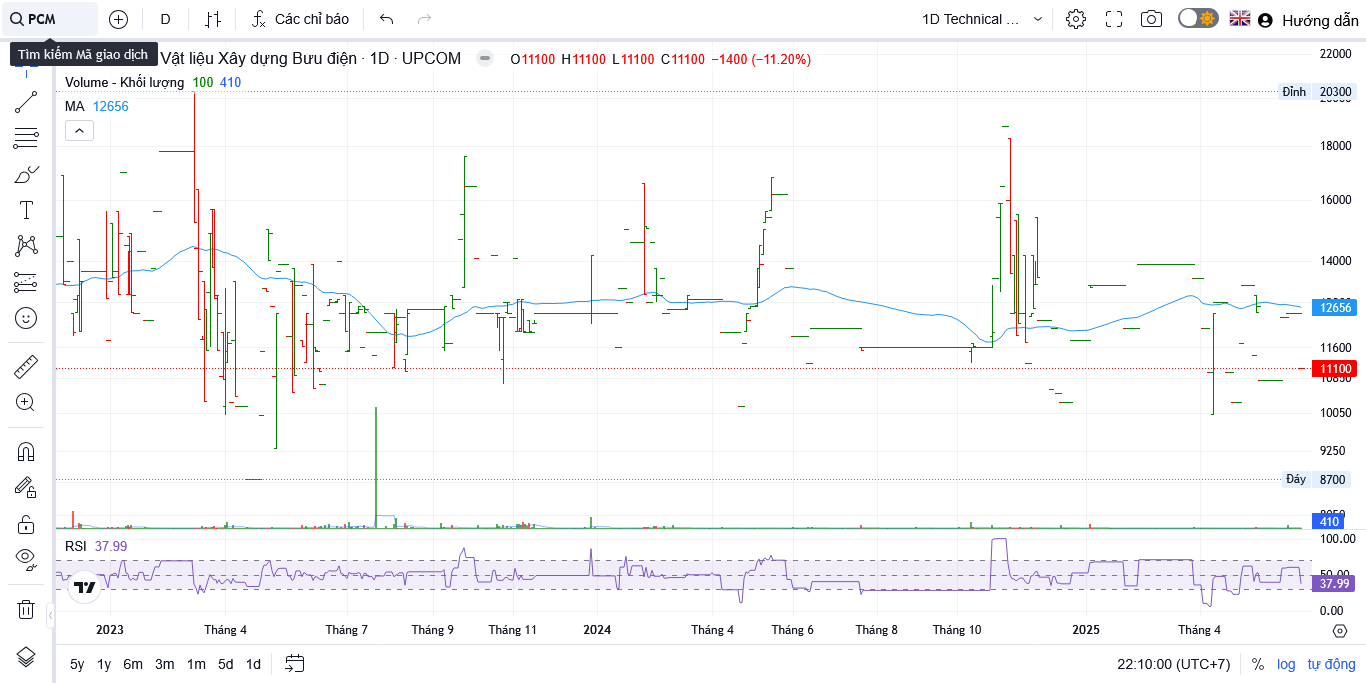 PCM
D
Các chỉ báo
1D Technical ...
Hướng dẫn
Tìm kiếm Mã giao dịch
Vật liệu Xây dựng Bưu điện · 1D · UPCOM
O11100 H11100 L11100 C11100 −1400 (−11.20%)
Volume - Khối lượng 100 410
MA 12656
22000
Đỉnh 20300
18000
16000
14000
12656
11600
11100
10850
10050
9250
Đáy 8700
410
RSI 37.99
100.00
50.00
37.99
0.00
2023 Tháng 4 Tháng 7 Tháng 9 Tháng 11 2024 Tháng 4 Tháng 6 Tháng 8 Tháng 10 2025 Tháng 4
5y 1y 6m 3m 1m 5d 1d
22:10:00 (UTC+7) % log tự động